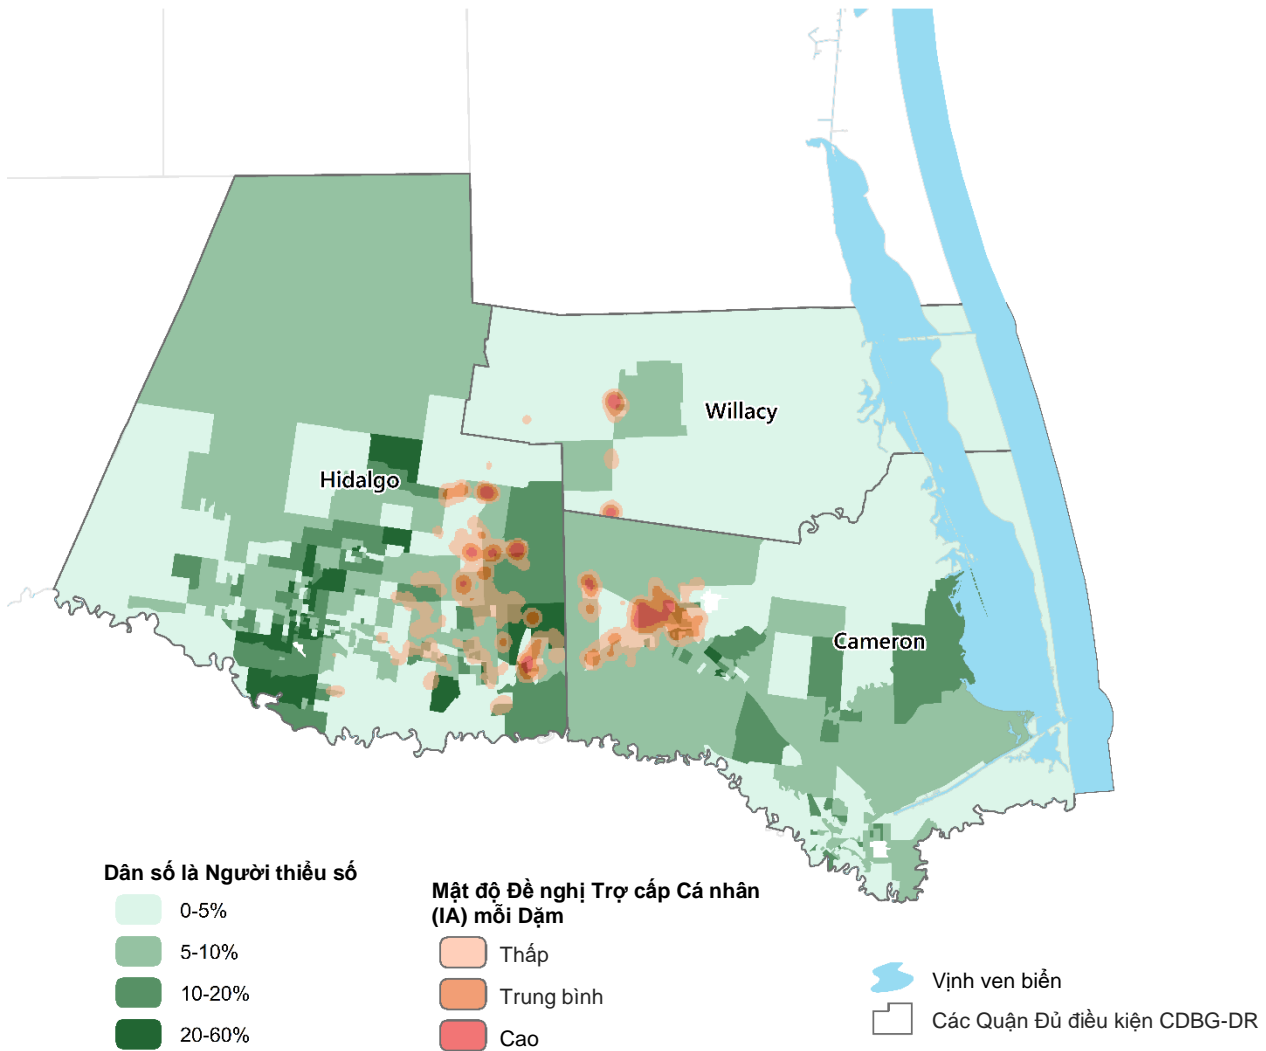 Willacy
Hidalgo
Cameron
Dân số là Người thiểu số
0-5%
5-10%
10-20%
20-60%
Mật độ Đề nghị Trợ cấp Cá nhân
(IA) mỗi Dặm
Thấp
Trung bình
Cao
Vịnh ven biển
Các Quận Đủ điều kiện CDBG-DR